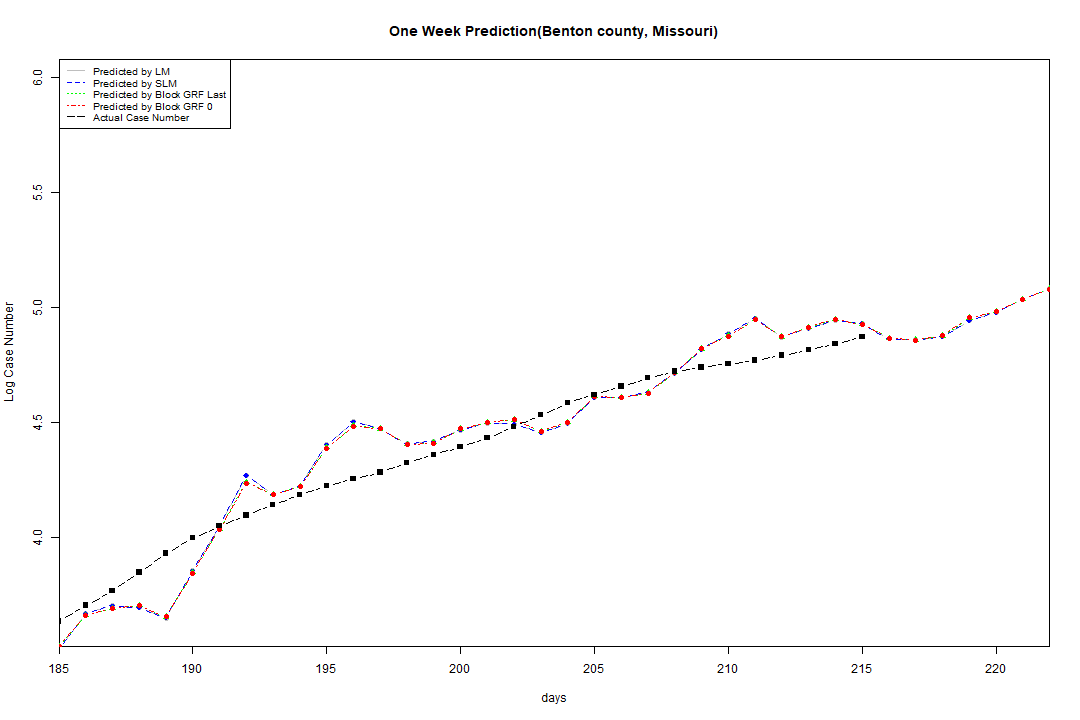 One Week Prediction(Benton county, Missouri)
Predicted by LM
Predicted by SLM
Predicted by Block GRF Last
Predicted by Block GRF 0
Actual Case Number
6.0
5.5
5.0
4.5
4.0
Log Case Number
185 190 195 200 205 210 215 220
days